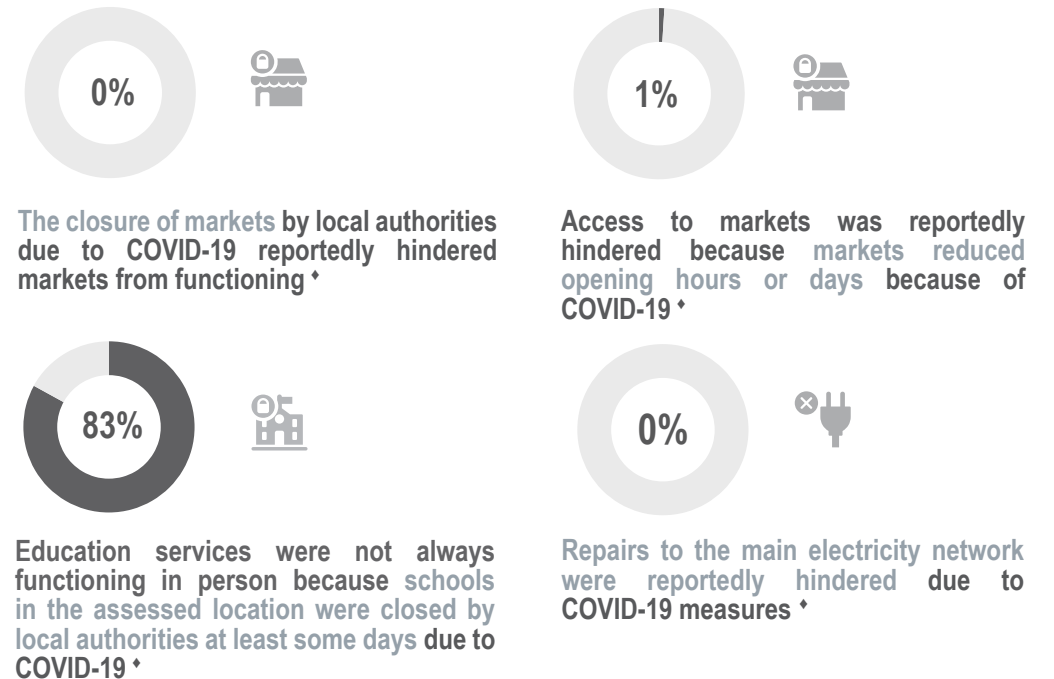 0%
The closure of markets by local authorities
due to COVID-19 reportedly hindered
markets from functioning ♦
1%
Access to markets was reportedly
hindered because markets reduced
opening hours or days because of
COVID-19 ♦
83%
Education services were not always
functioning in person because schools
in the assessed location were closed by
local authorities at least some days due to
COVID-19 ♦
0%
Repairs to the main electricity network
were reportedly hindered due to
COVID-19 measures ♦